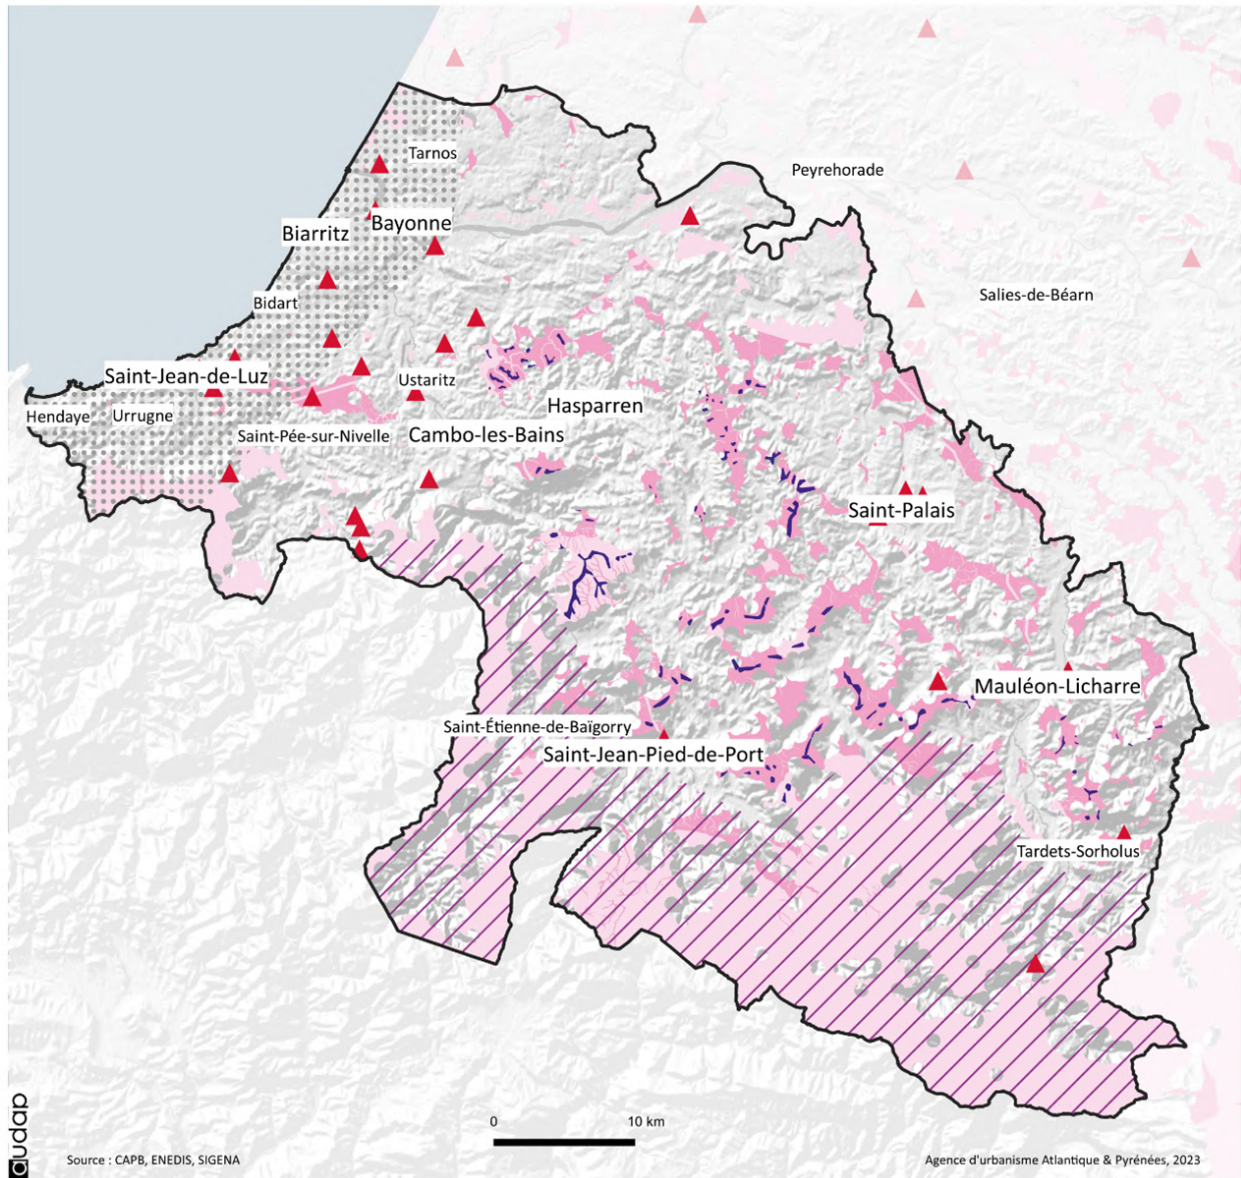 Tarnos
Peyrehorade
Biarritz
Bayonne
Bidart
Salies-de-Béarn
Saint-Jean-de-Luz
Ustaritz
Hendaye
Urrugne
Hasparren
Saint-Pée-sur-Nivelle
Cambo-les-Bains
Saint-Palais
Mauléon-Licharre
Saint-Étienne-de-Baïgorry
Saint-Jean-Pied-de-Port
Tardets-Sorholus
audap
0 10 km
Source : CAPB, ENEDIS, SIGENA
Agence d'urbanisme Atlantique & Pyrénées, 2023